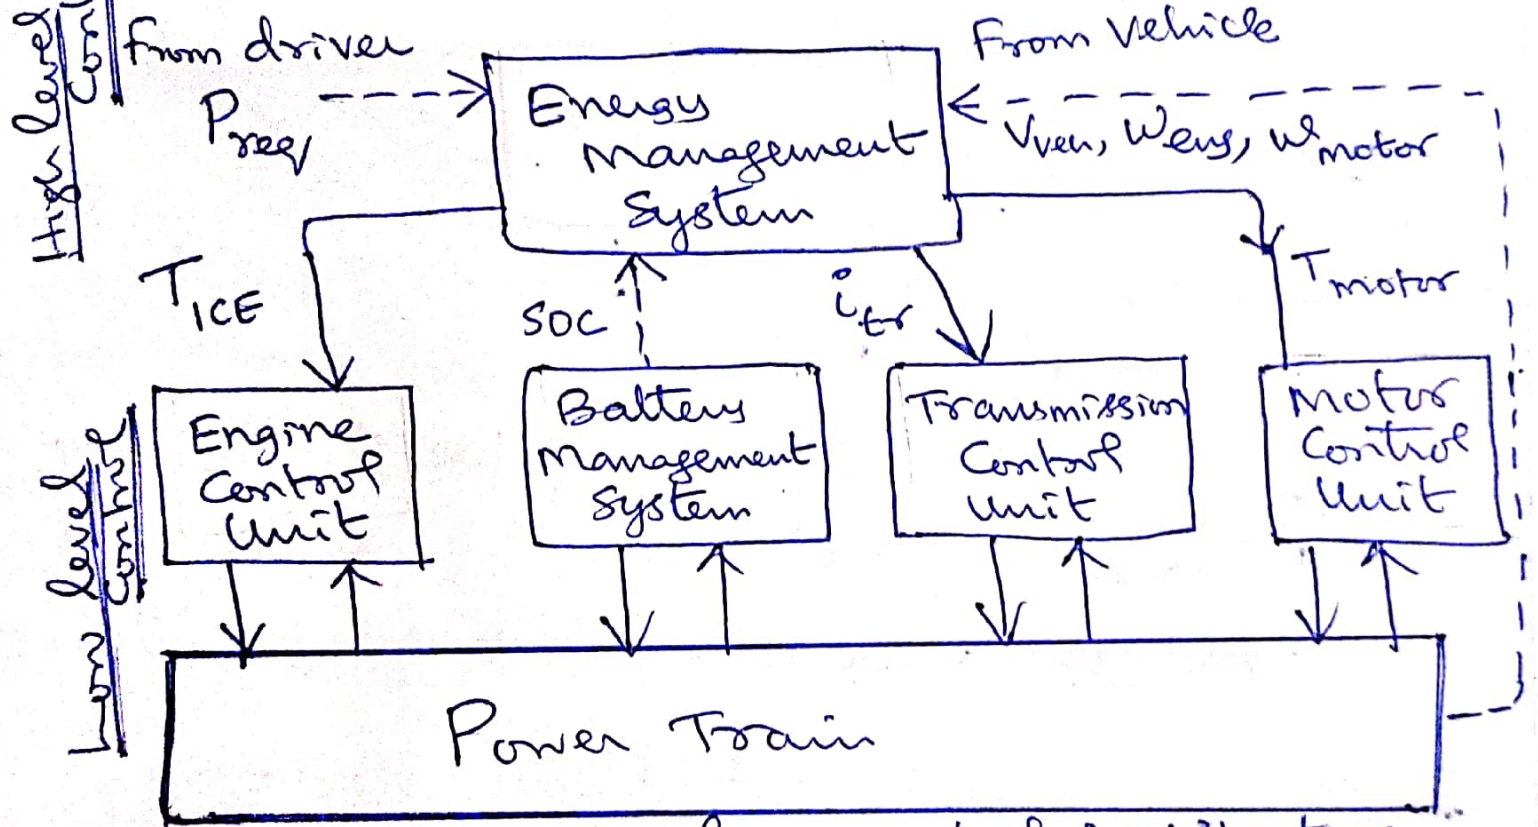 High level
Con
from driver
Preq
Energy
Management
System
From Vehicle
Vveh, Weng, Wmotor
TICE
SOC
itr
Tmotor
Low level
Control
Engine
Control
Unit
Battery
Management
System
Transmission
Control
Unit
Motor
Control
Unit
Power Train